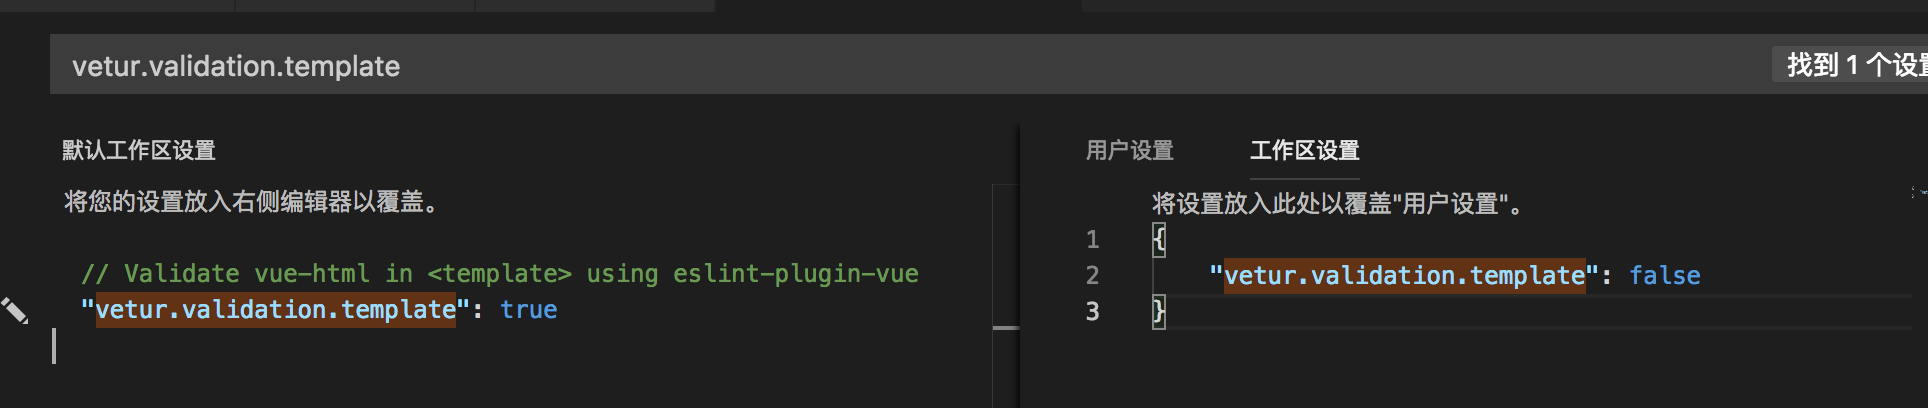 vetur.validation.template
找到 1 个设置
默认工作区设置
将您的设置放入右侧编辑器以覆盖。
// Validate vue-html in <template> using eslint-plugin-vue
"vetur.validation.template": true
用户设置
工作区设置
将设置放入此处以覆盖"用户设置"。
1 {
2 "vetur.validation.template": false
3 }